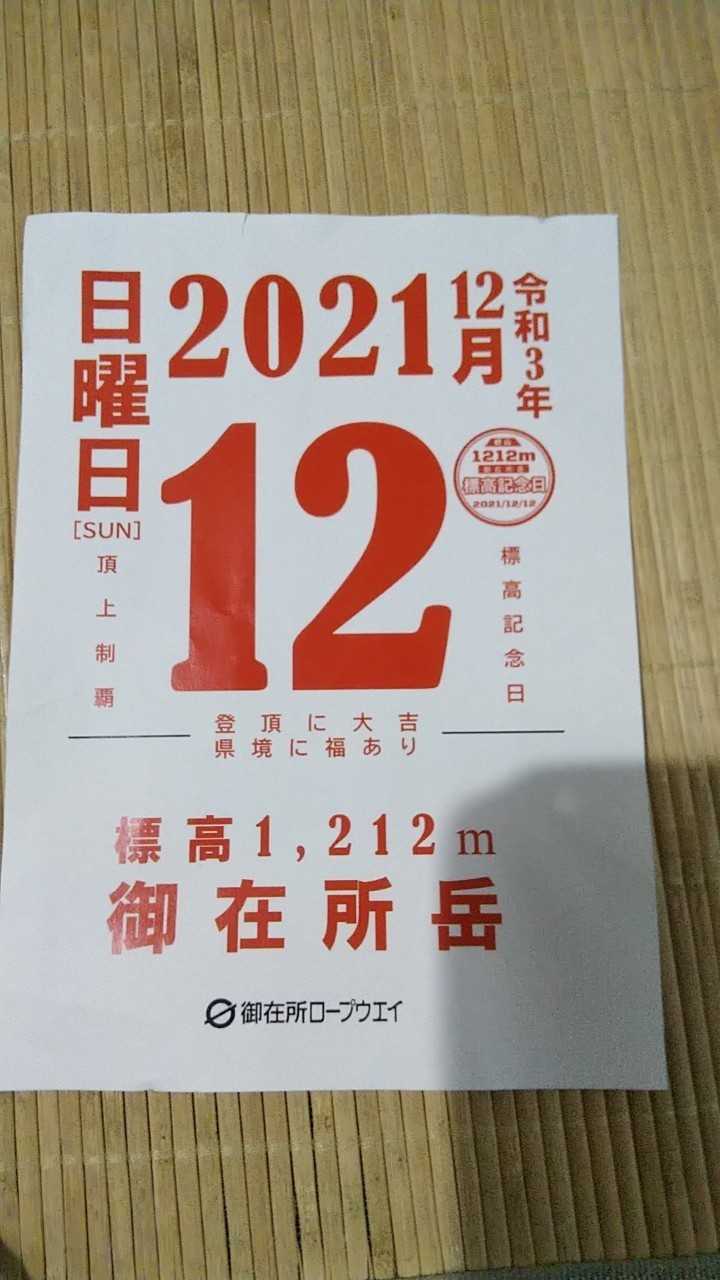 令和3年
12月
2021
日曜日
[SUN]
12
1212m
標高記念日
2021/12/12
標高記念日
頂上制覇
登頂に大吉
県境に福あり
標高1,212m
御在所岳
御在所ロープウエイ